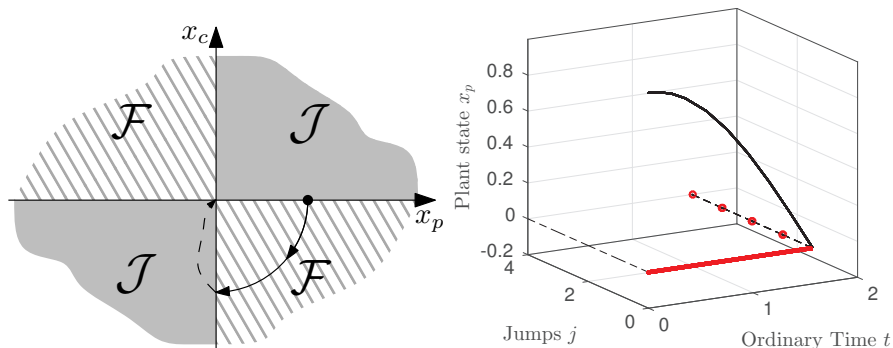 x_c
ℱ
𝒥
x_p
𝒥
ℱ
Plant state x_p
0.8
0.6
0.4
0.2
0
-0.2
4
2
0
Jumps j
0
1
2
Ordinary Time t